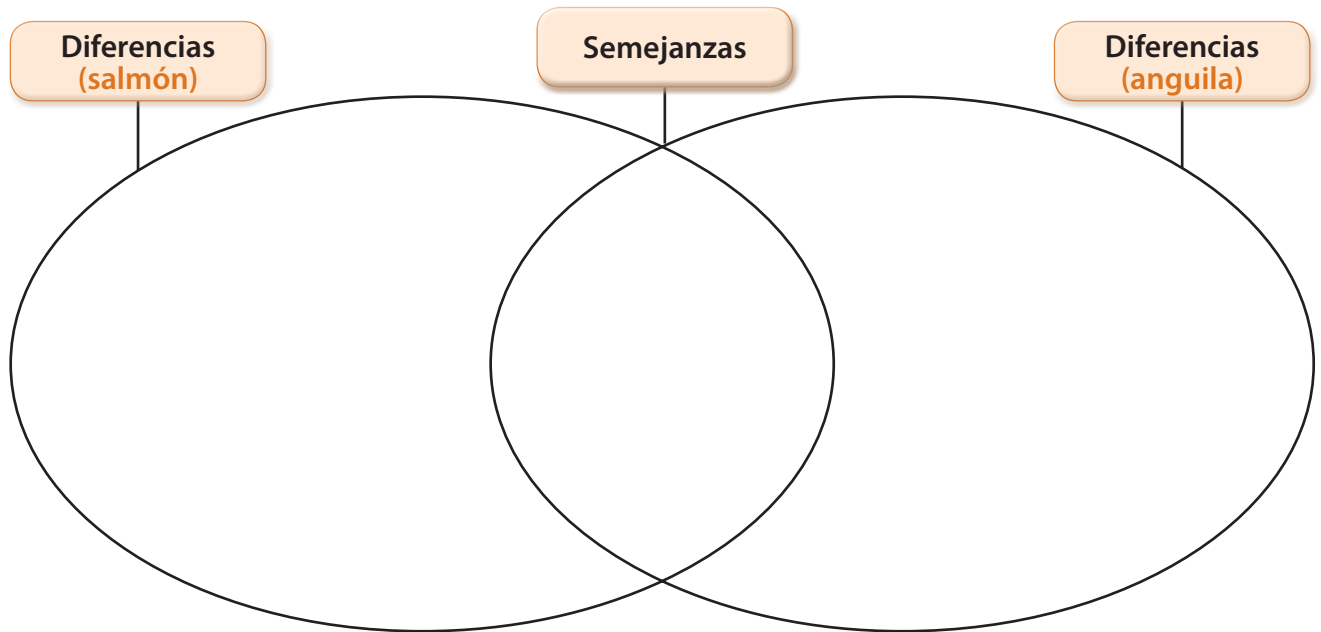 Diferencias
(salmón)
Semejanzas
Diferencias
(anguila)